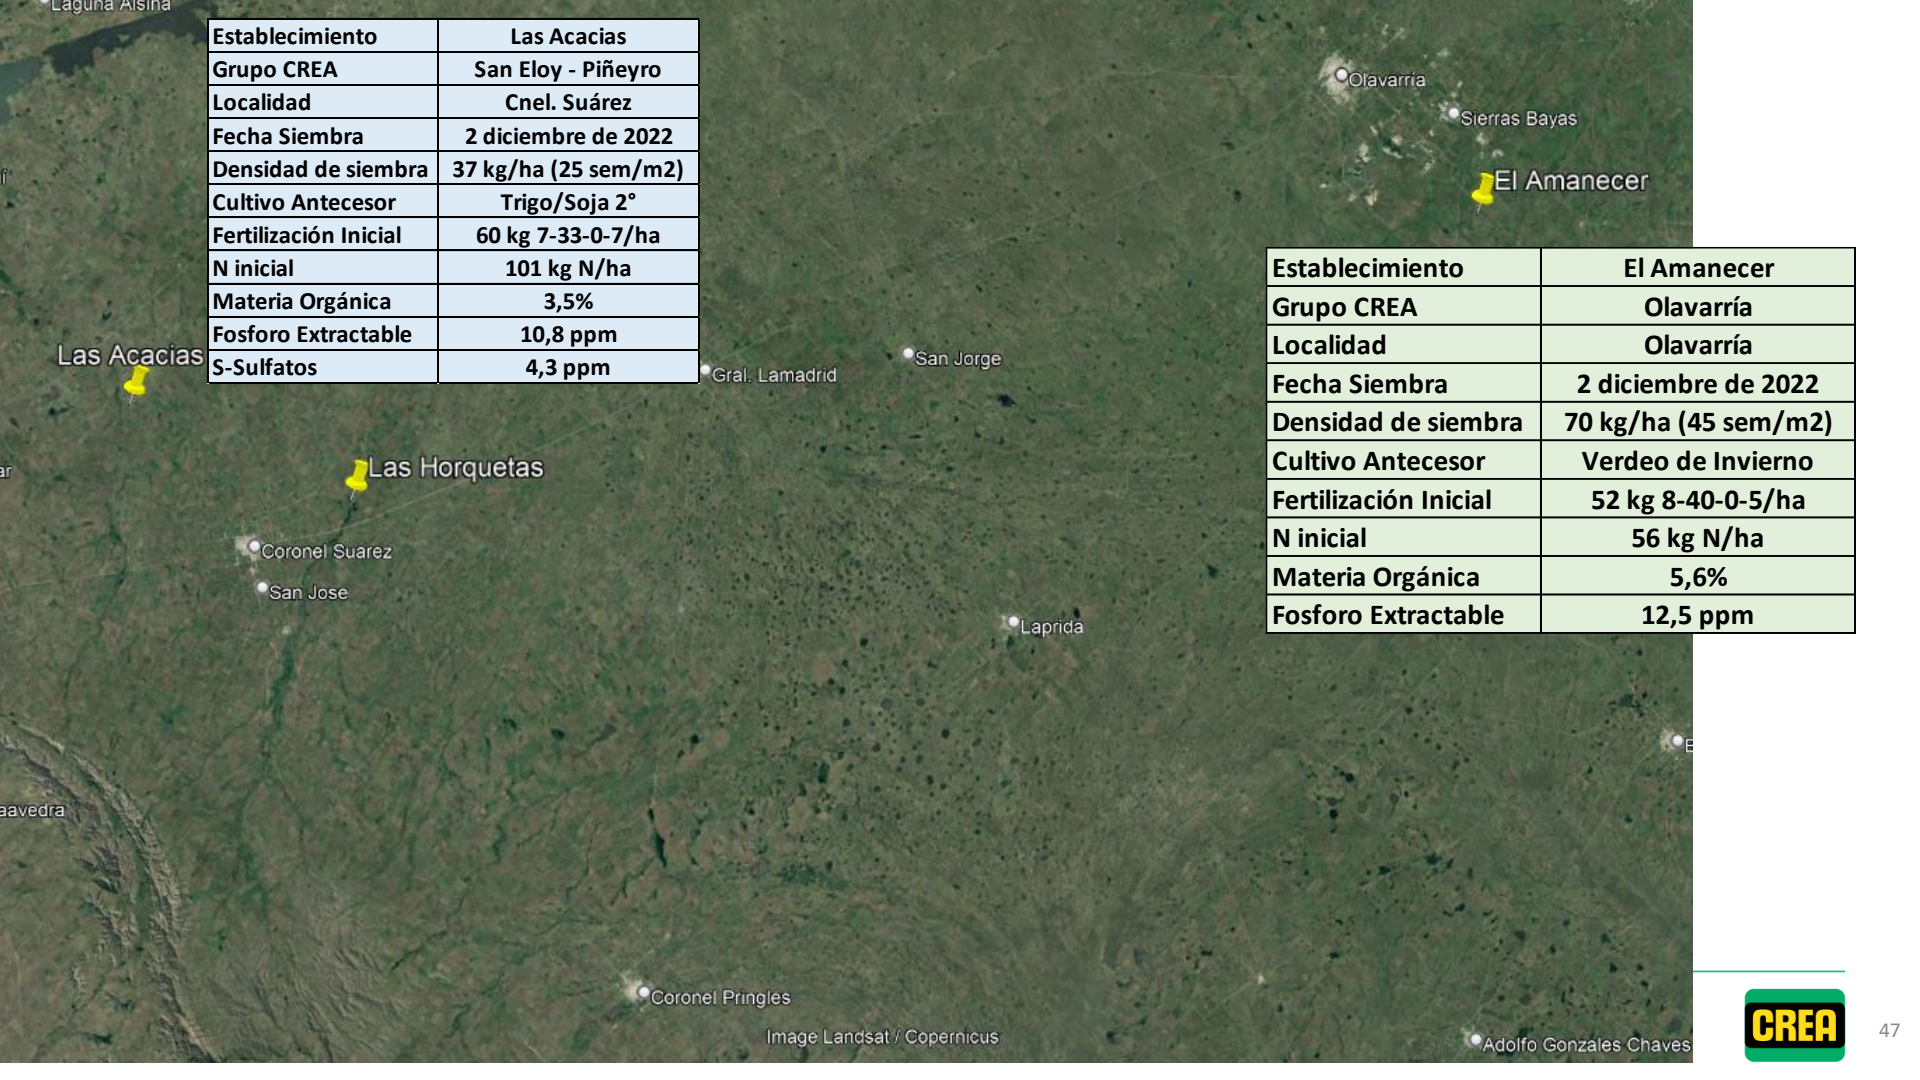 Laguna Alsina
Establecimiento Las Acacias
Grupo CREA San Eloy - Piñeyro
Localidad Cnel. Suárez
Fecha Siembra 2 diciembre de 2022
Densidad de siembra 37 kg/ha (25 sem/m2)
Cultivo Antecesor Trigo/Soja 2°
Fertilización Inicial 60 kg 7-33-0-7/ha
N inicial 101 kg N/ha
Materia Orgánica 3,5%
Fosforo Extractable 10,8 ppm
S-Sulfatos 4,3 ppm
Olavarría
Sierras Bayas
El Amanecer
Establecimiento El Amanecer
Grupo CREA Olavarría
Localidad Olavarría
Fecha Siembra 2 diciembre de 2022
Densidad de siembra 70 kg/ha (45 sem/m2)
Cultivo Antecesor Verdeo de Invierno
Fertilización Inicial 52 kg 8-40-0-5/ha
N inicial 56 kg N/ha
Materia Orgánica 5,6%
Fosforo Extractable 12,5 ppm
Las Acacias
Gral. Lamadrid
San Jorge
Las Horquetas
ar
Coronel Suarez
San Jose
Laprida
E
aavedra
Coronel Pringles
Image Landsat / Copernicus
Adolfo Gonzales Chaves
CREA
47